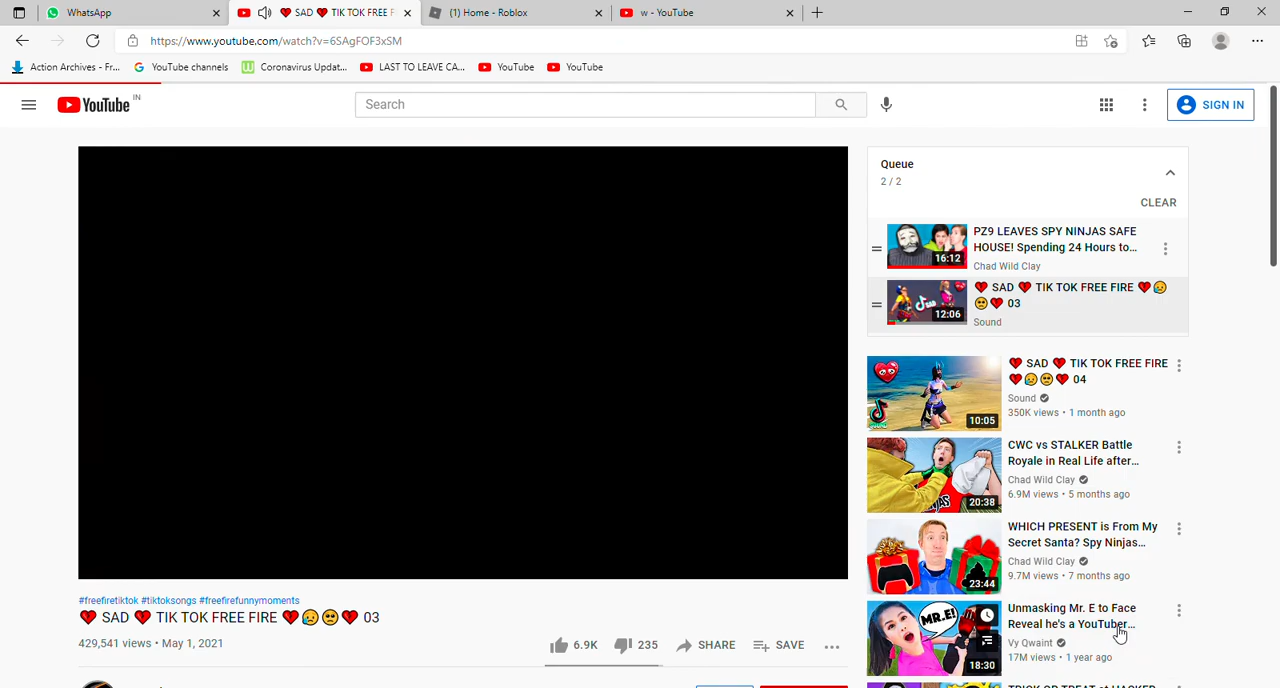 WhatsApp
❤ SAD ❤ TIK TOK FREE F
(1) Home - Roblox
w - YouTube
https://www.youtube.com/watch?v=6SAgFOF3xSM
Action Archives - Fr...
YouTube channels
Coronavirus Updat...
LAST TO LEAVE CA...
YouTube
YouTube
YouTube IN
Search
SIGN IN
Queue
2 / 2
CLEAR
PZ9 LEAVES SPY NINJAS SAFE
HOUSE! Spending 24 Hours to...
16:12
Chad Wild Clay
💔 SAD 💔 TIK TOK FREE FIRE 💔😥
🥺💔 03
12:06
Sound
💔 SAD 💔 TIK TOK FREE FIRE
💔😥🥺💔 04
Sound
350K views • 1 month ago
10:05
CWC vs STALKER Battle
Royale in Real Life after...
Chad Wild Clay
6.9M views • 5 months ago
20:38
WHICH PRESENT is From My
Secret Santa? Spy Ninjas...
Chad Wild Clay
9.7M views • 7 months ago
23:44
Unmasking Mr. E to Face
Reveal he's a YouTuber...
Vy Qwaint
17M views • 1 year ago
MR.E!
18:30
#freefiretiktok #tiktoksongs #freefirefunnymoments
💔 SAD 💔 TIK TOK FREE FIRE 💔😥🥺💔 03
429,541 views • May 1, 2021
6.9K
235
SHARE
SAVE
TRICK OR TREAT at HACKER